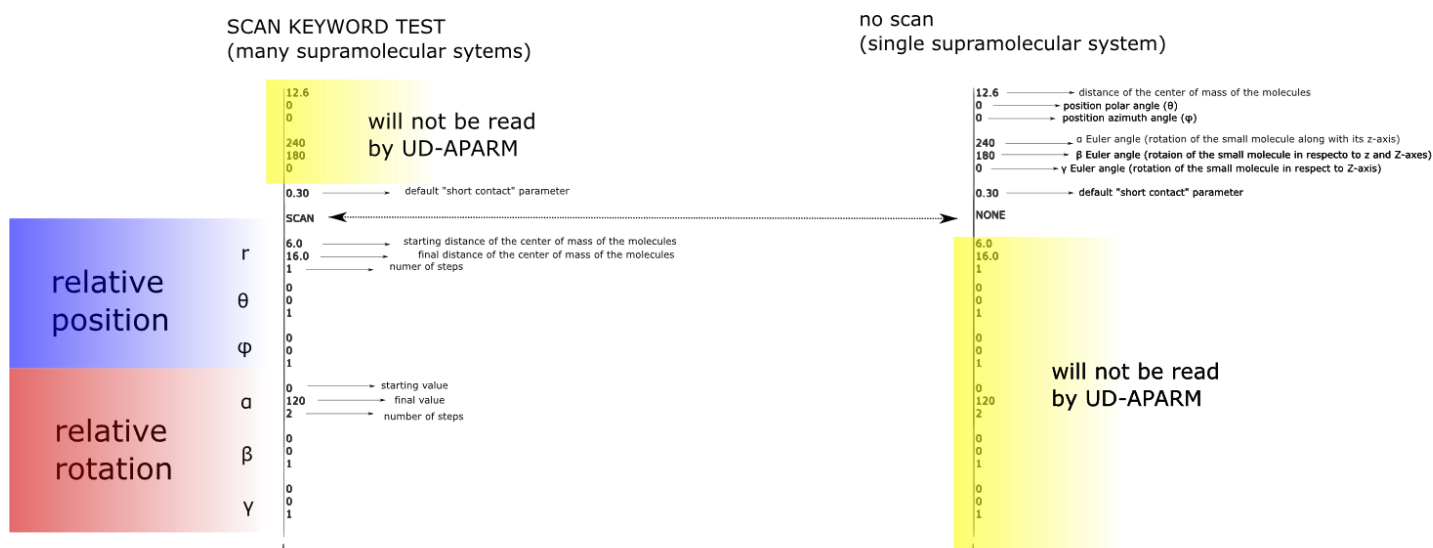 SCAN KEYWORD TEST
(many supramolecular sytems)
12.6
0
0
240
180
0
will not be read
by UD-APARM
0.30
default "short contact" parameter
SCAN
relative
position
r
6.0
starting distance of the center of mass of the molecules
16.0
final distance of the center of mass of the molecules
1
numer of steps
θ
0
0
1
φ
0
0
1
relative
rotation
α
0
starting value
120
final value
2
number of steps
β
0
0
1
γ
0
0
1
no scan
(single supramolecular system)
12.6
distance of the center of mass of the molecules
0
position polar angle (θ)
0
postition azimuth angle (φ)
240
α Euler angle (rotation of the small molecule along with its z-axis)
180
β Euler angle (rotaion of the small molecule in respecto to z and Z-axes)
0
γ Euler angle (rotation of the small molecule in respect to Z-axis)
0.30
default "short contact" parameter
NONE
6.0
16.0
1
0
0
1
0
0
1
0
120
2
0
0
1
0
0
1
will not be read
by UD-APARM